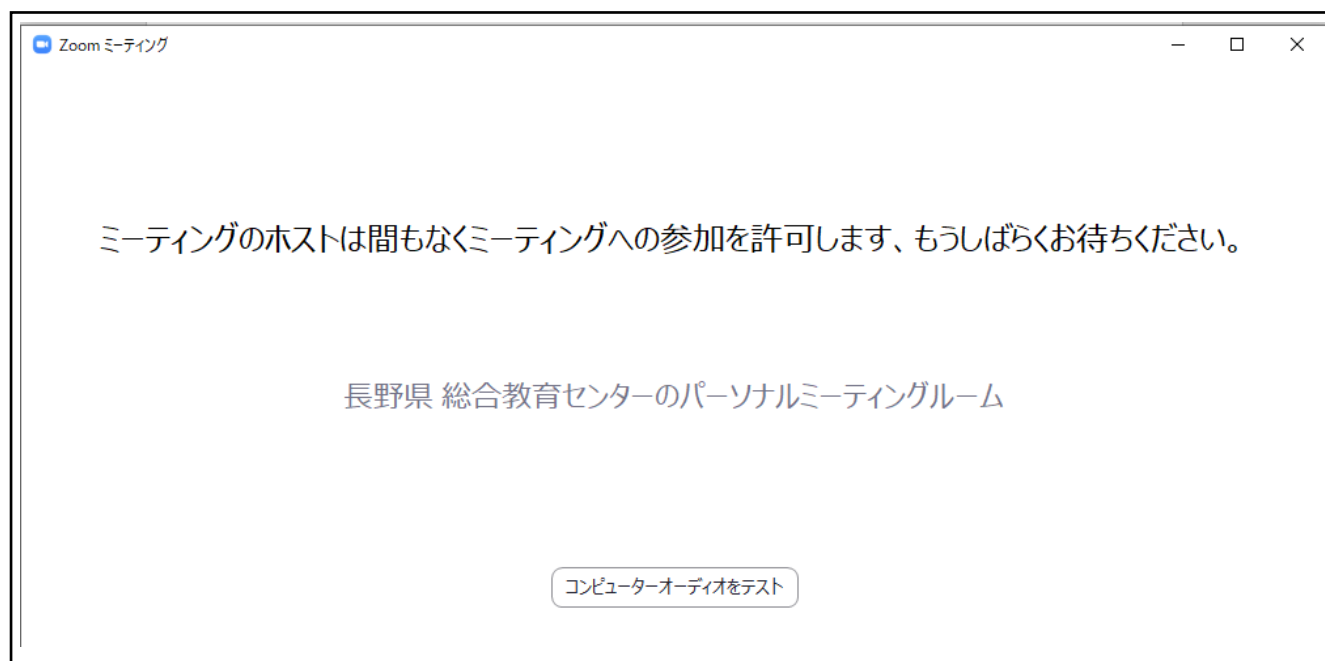 Zoom ミーティング
ミーティングのホストは間もなくミーティングへの参加を許可します、もうしばらくお待ちください。
長野県 総合教育センターのパーソナルミーティングルーム
コンピューターオーディオをテスト